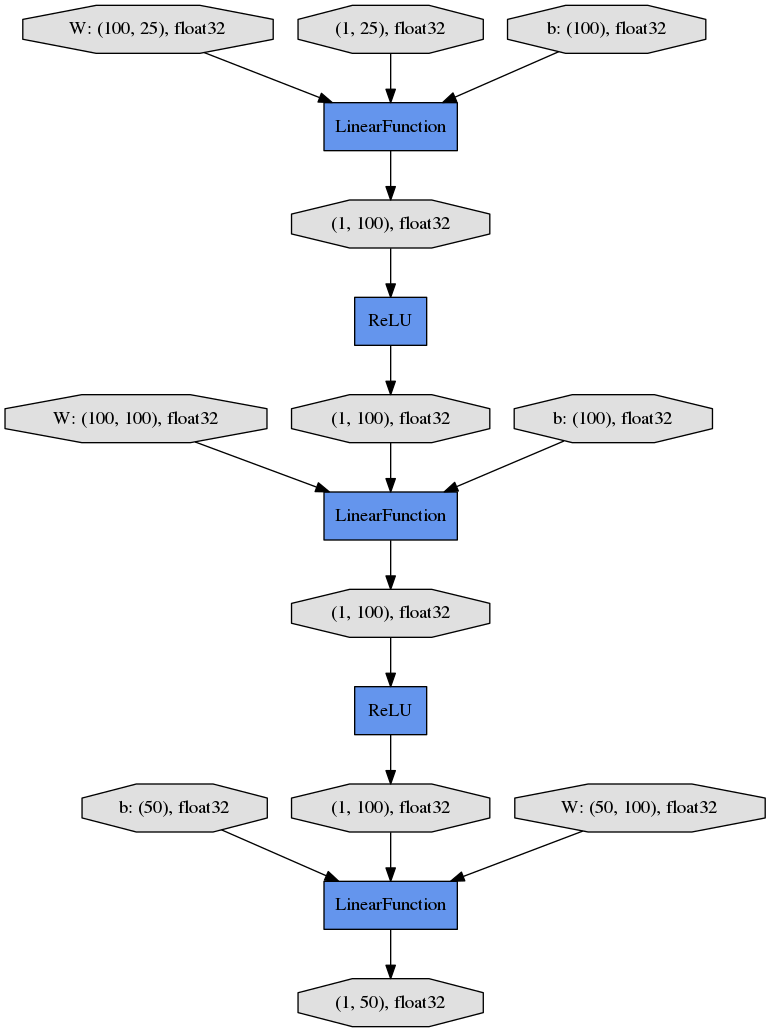 W: (100, 25), float32
(1, 25), float32
b: (100), float32
LinearFunction
(1, 100), float32
ReLU
W: (100, 100), float32
(1, 100), float32
b: (100), float32
LinearFunction
(1, 100), float32
ReLU
b: (50), float32
(1, 100), float32
W: (50, 100), float32
LinearFunction
(1, 50), float32